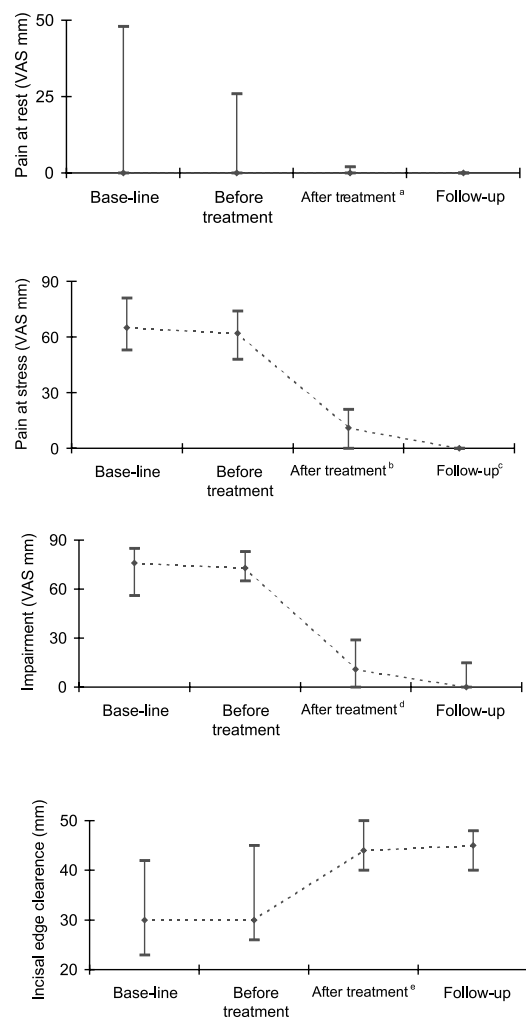 Pain at rest (VAS mm)
50
25
0
Base-line
Before
treatment
After treatment a
Follow-up
Pain at stress (VAS mm)
90
60
30
0
Base-line
Before
treatment
After treatment b
Follow-up c
Impairment (VAS mm)
90
60
30
0
Base-line
Before
treatment
After treatment d
Follow-up
Incisal edge clearence (mm)
50
40
30
20
Base-line
Before
treatment
After treatment e
Follow-up